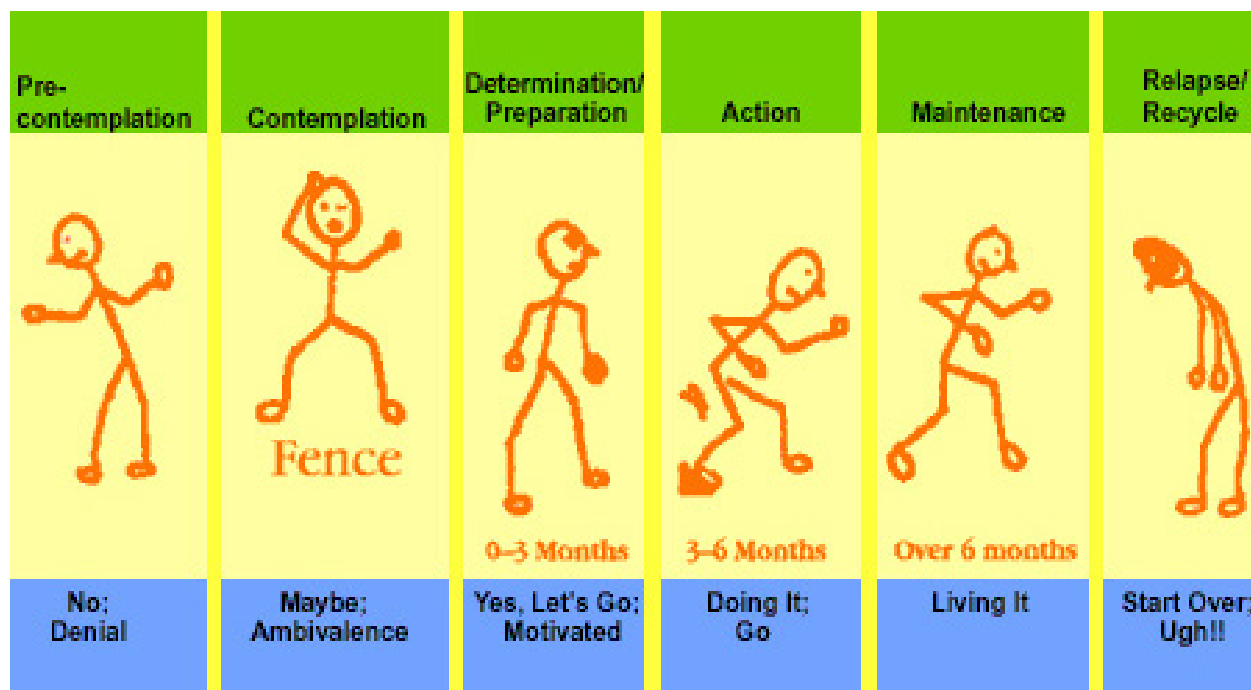 Pre-
contemplation
Contemplation
Determination/
Preparation
Action
Maintenance
Relapse/
Recycle
Fence
0–3 Months
3–6 Months
Over 6 months
No;
Denial
Maybe;
Ambivalence
Yes, Let's Go;
Motivated
Doing It;
Go
Living It
Start Over;
Ugh!!